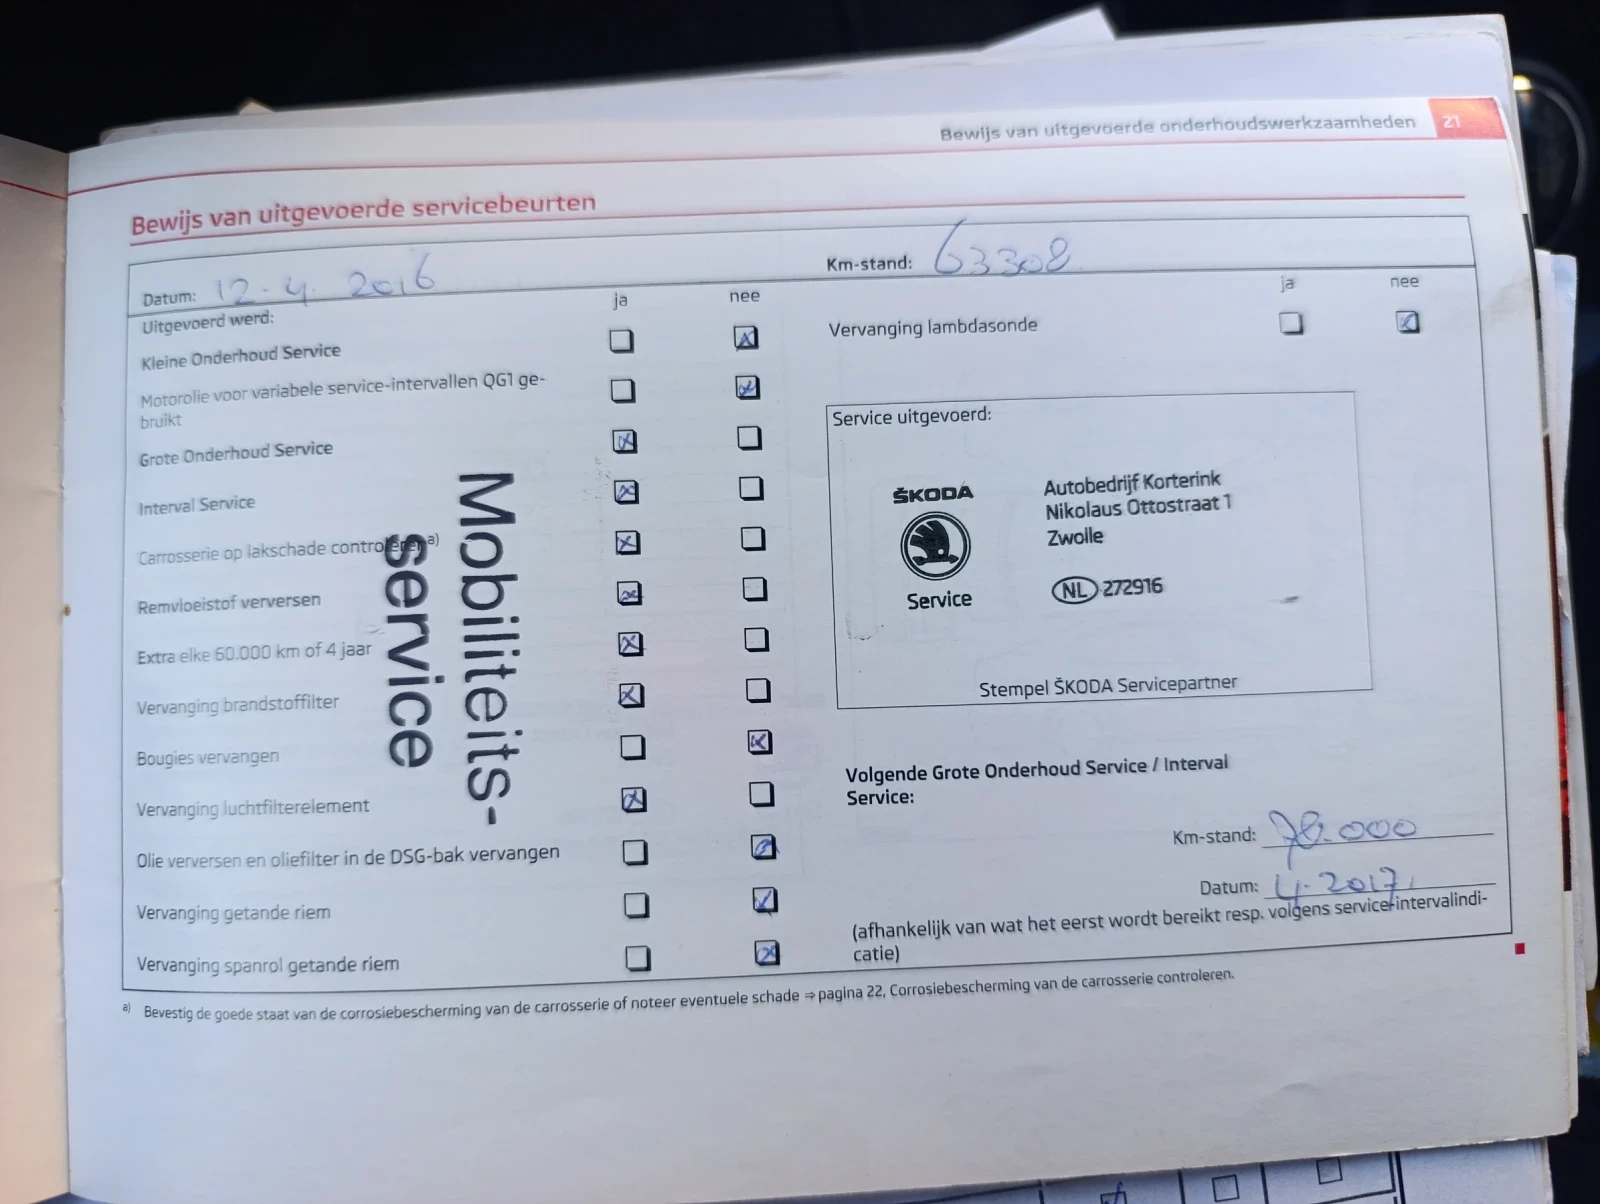 Bewijs van uitgevoerde onderhoudswerkzaamheden 21
Bewijs van uitgevoerde servicebeurten
Datum: 12-4 2016
Km-stand: 63308
Uitgevoerd werd:
ja nee
Kleine Onderhoud Service
Motorolie voor variabele service-intervallen QG1 ge-
bruikt
Grote Onderhoud Service
Interval Service
Carrosserie op lakschade controleren a)
Remvloeistof verversen
Extra elke 60.000 km of 4 jaar
Vervanging brandstoffilter
Bougies vervangen
Vervanging luchtfilterelement
Olie verversen en oliefilter in de DSG-bak vervangen
Vervanging getande riem
Vervanging spanrol getande riem
Mobiliteits-
service
ja nee
Vervanging lambdasonde
Service uitgevoerd:
ŠKODA
Service
Autobedrijf Korterink
Nikolaus Ottostraat 1
Zwolle
NL 272916
Stempel ŠKODA Servicepartner
Volgende Grote Onderhoud Service / Interval
Service:
Km-stand: 78.000
Datum: 4-2017
(afhankelijk van wat het eerst wordt bereikt resp. volgens service-intervalindi-
catie)
a) Bevestig de goede staat van de corrosiebescherming van de carrosserie of noteer eventuele schade ⇒ pagina 22, Corrosiebescherming van de carrosserie controleren.